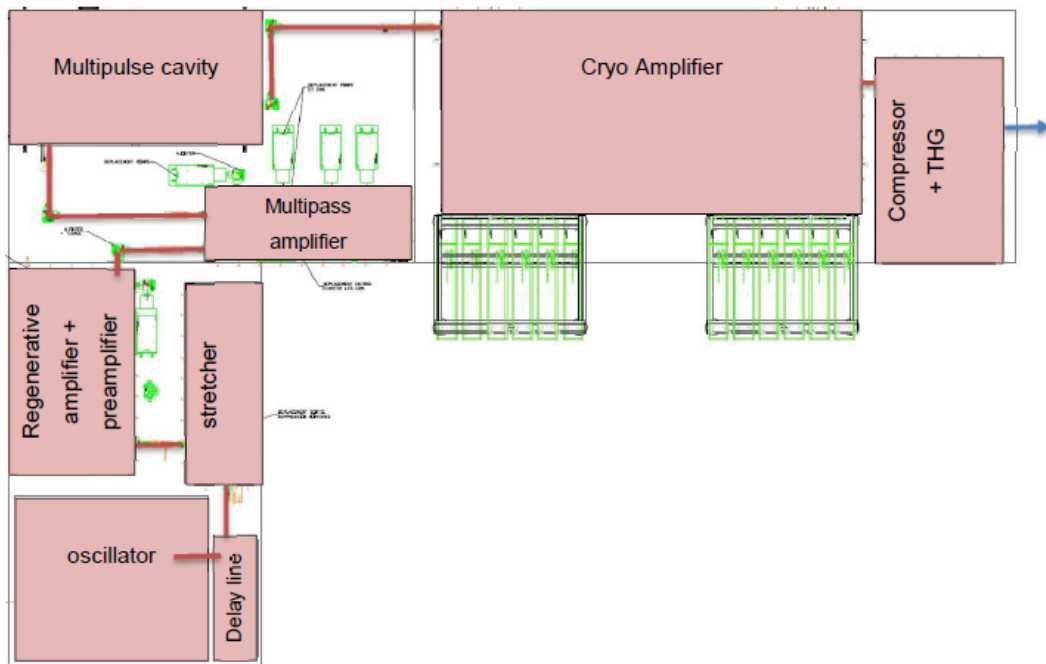 Multipulse cavity
Cryo Amplifier
Compressor
+ THG
Multipass
amplifier
Regenerative
amplifier +
preamplifier
stretcher
oscillator
Delay line